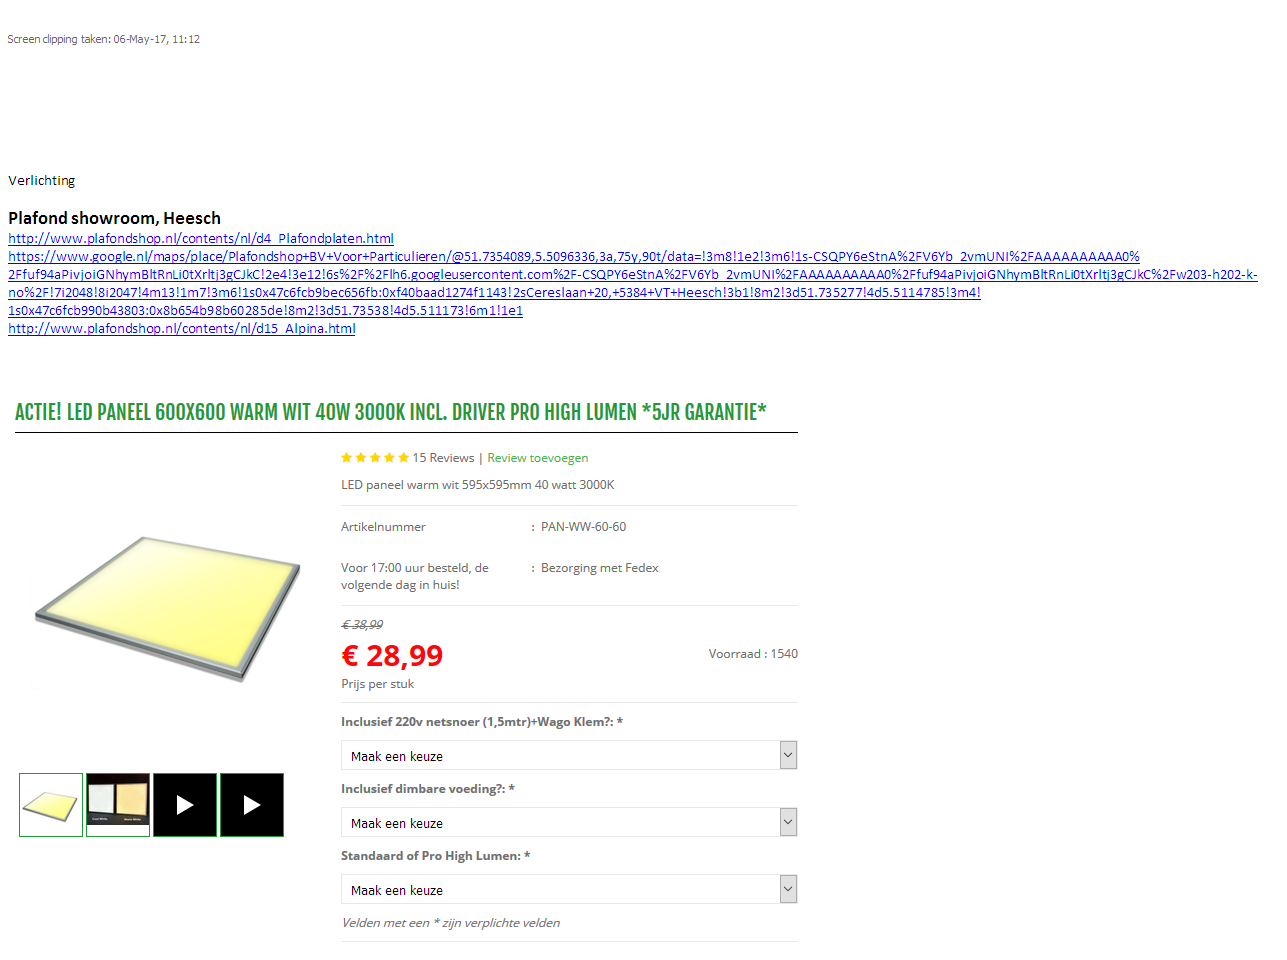 Screen clipping taken: 06-May-17, 11:12
Verlichting
Plafond showroom, Heesch
http://www.plafondshop.nl/contents/nl/d4_Plafondplaten.html
https://www.google.nl/maps/place/Plafondshop+BV+Voor+Particulieren/@51.7354089,5.5096336,3a,75y,90t/data=!3m8!1e2!3m6!1s-CSQPY6eStnA%2FV6Yb_2vmUNI%2FAAAAAAAAAA0%
2Ffuf94aPivjoiGNhymBltRnLi0tXrltj3gCJkC!2e4!3e12!6s%2F%2Flh6.googleusercontent.com%2F-CSQPY6eStnA%2FV6Yb_2vmUNI%2FAAAAAAAAAA0%2Ffuf94aPivjoiGNhymBltRnLi0tXrltj3gCJkC%2Fw203-h202-k-
no%2F!7i2048!8i2047!4m13!1m7!3m6!1s0x47c6fcb9bec656fb:0xf40baad1274f1143!2sCereslaan+20,+5384+VT+Heesch!3b1!8m2!3d51.735277!4d5.5114785!3m4!
1s0x47c6fcb990b43803:0x8b654b98b60285de!8m2!3d51.73538!4d5.511173!6m1!1e1
http://www.plafondshop.nl/contents/nl/d15_Alpina.html
ACTIE! LED PANEEL 600X600 WARM WIT 40W 3000K INCL. DRIVER PRO HIGH LUMEN *5JR GARANTIE*
15 Reviews | Review toevoegen
LED paneel warm wit 595x595mm 40 watt 3000K
Artikelnummer : PAN-WW-60-60
Voor 17:00 uur besteld, de : Bezorging met Fedex
volgende dag in huis!
€ 38,99
€ 28,99
Voorraad : 1540
Prijs per stuk
Inclusief 220v netsnoer (1,5mtr)+Wago Klem?: *
Maak een keuze
Inclusief dimbare voeding?: *
Maak een keuze
Standaard of Pro High Lumen: *
Maak een keuze
Velden met een * zijn verplichte velden